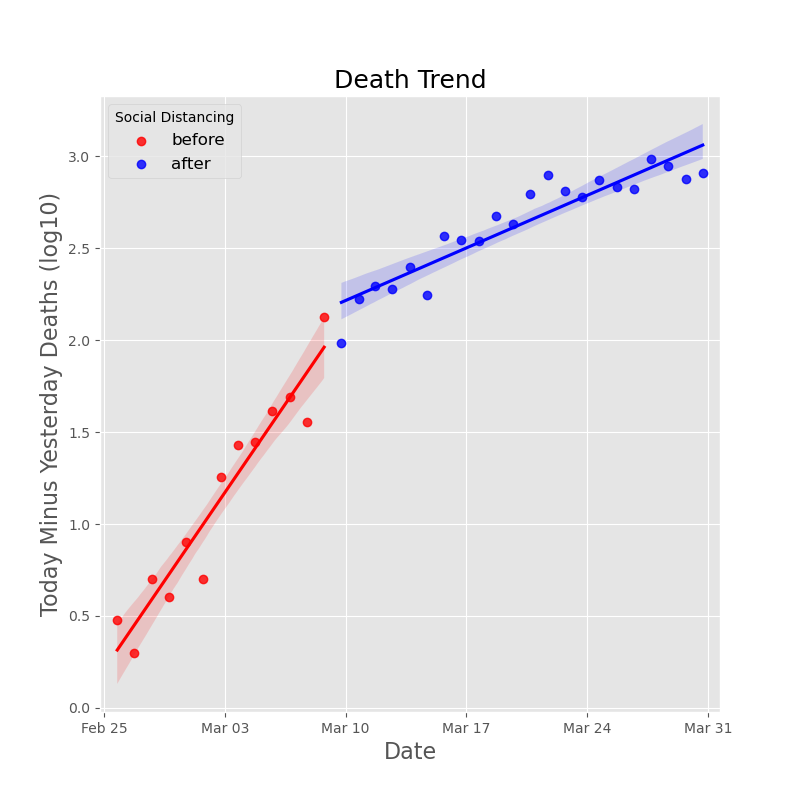 Death Trend
Social Distancing
before
after
Today Minus Yesterday Deaths (log10)
3.0
2.5
2.0
1.5
1.0
0.5
0.0
Feb 25
Mar 03
Mar 10
Mar 17
Mar 24
Mar 31
Date